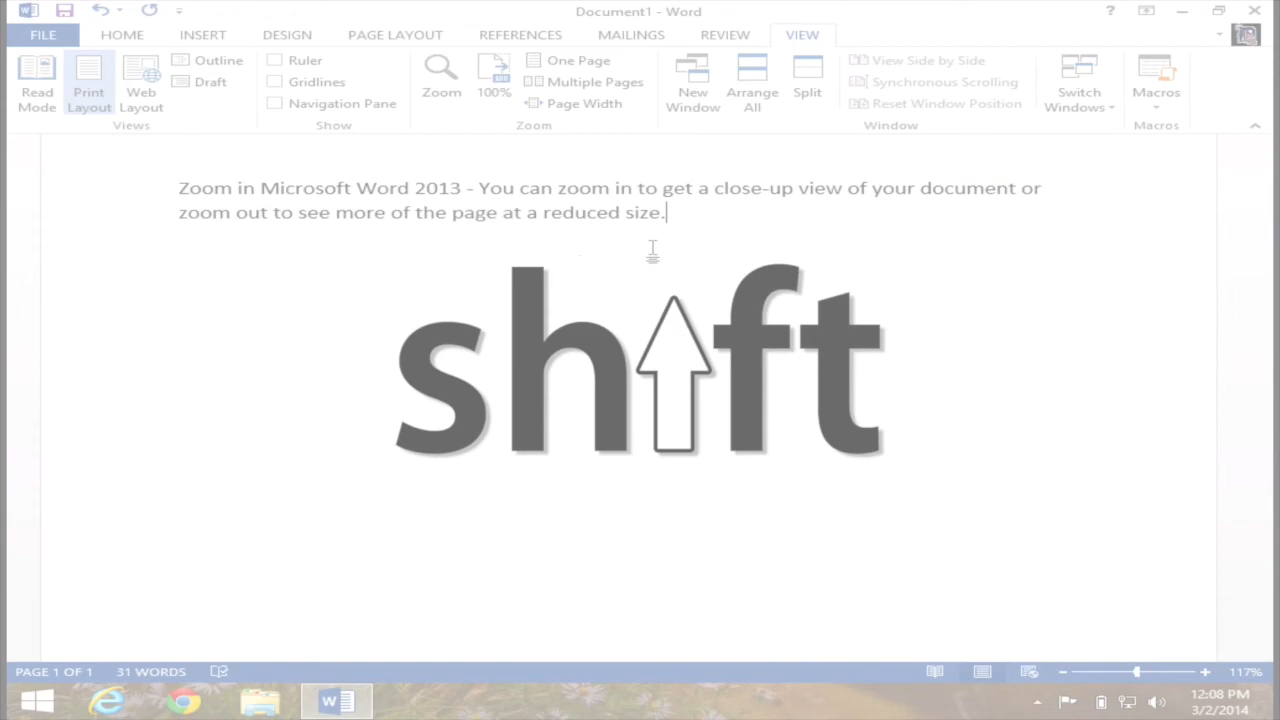 Document1 - Word
?
FILE HOME INSERT DESIGN PAGE LAYOUT REFERENCES MAILINGS REVIEW VIEW
Read Mode
Print Layout
Web Layout
Outline
Draft
Views
Ruler
Gridlines
Navigation Pane
Show
Zoom
100%
One Page
Multiple Pages
Page Width
Zoom
New Window
Arrange All
Split
View Side by Side
Synchronous Scrolling
Reset Window Position
Window
Switch Windows
Macros
Macros
Zoom in Microsoft Word 2013 - You can zoom in to get a close-up view of your document or
zoom out to see more of the page at a reduced size.
shift
PAGE 1 OF 1 31 WORDS 117%
12:08 PM
3/2/2014